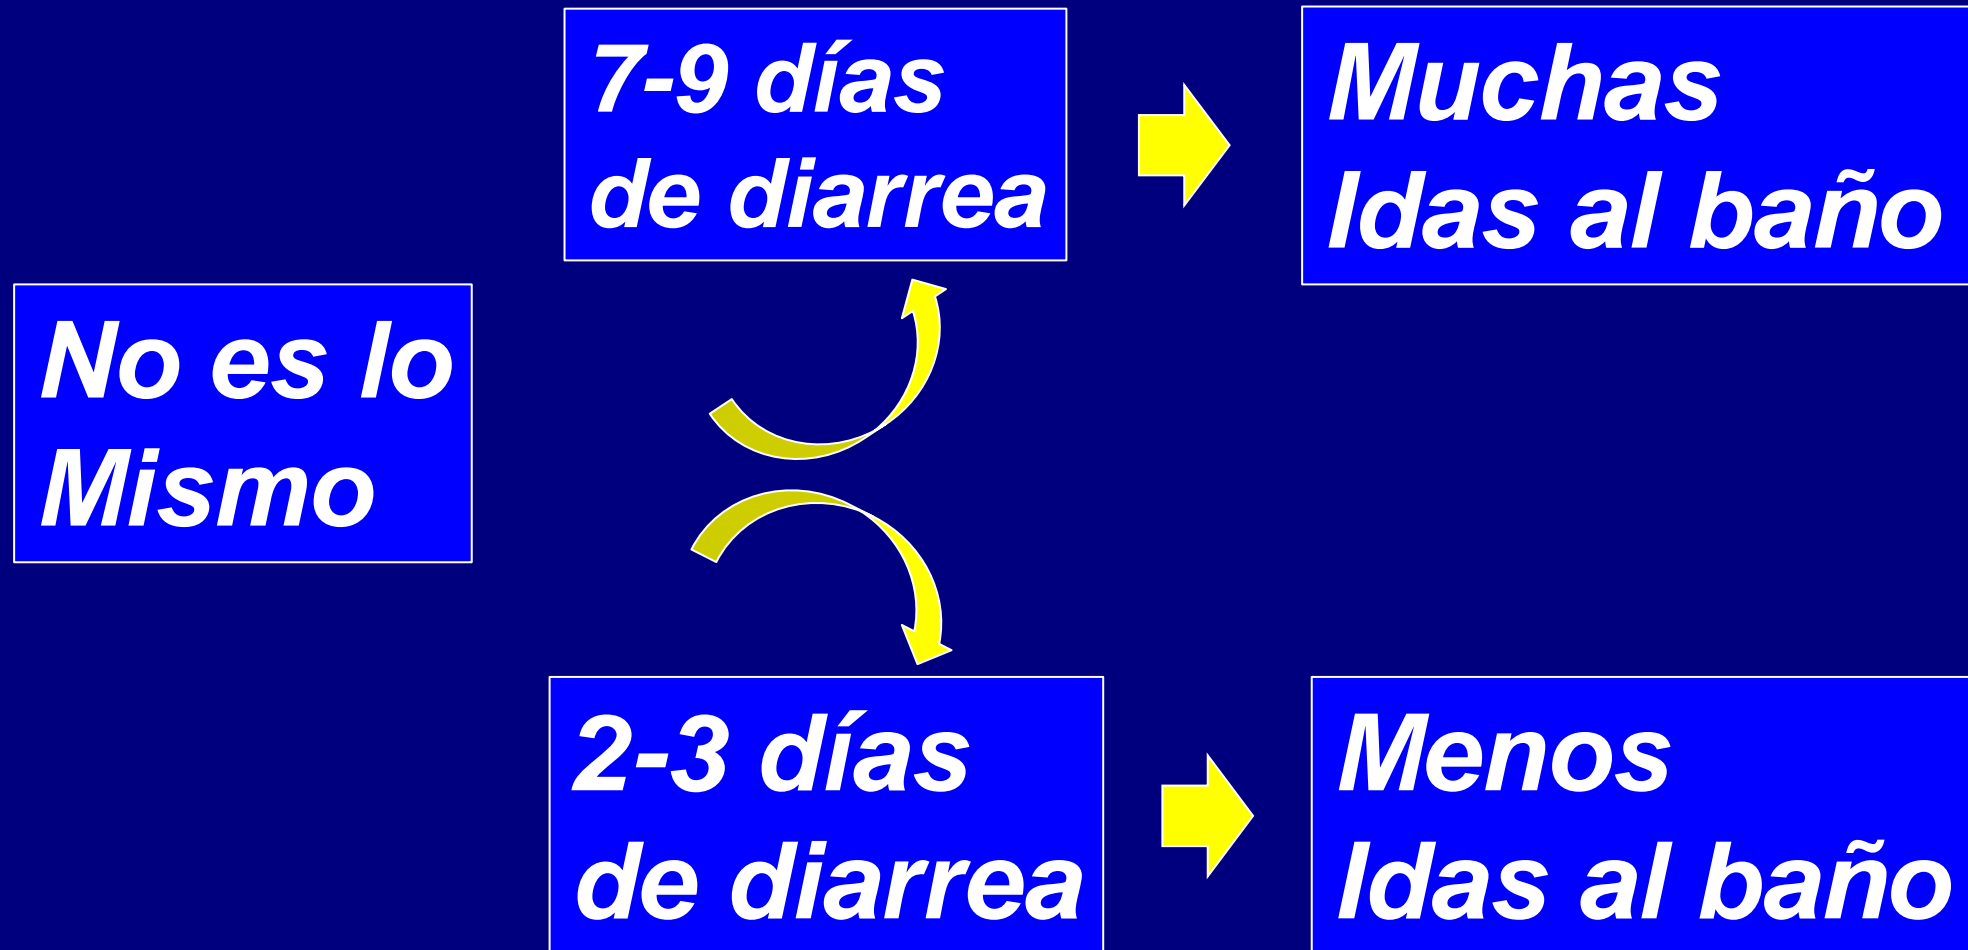 7-9 días
de diarrea
Muchas
Idas al baño
No es lo
Mismo
2-3 días
de diarrea
Menos
Idas al baño